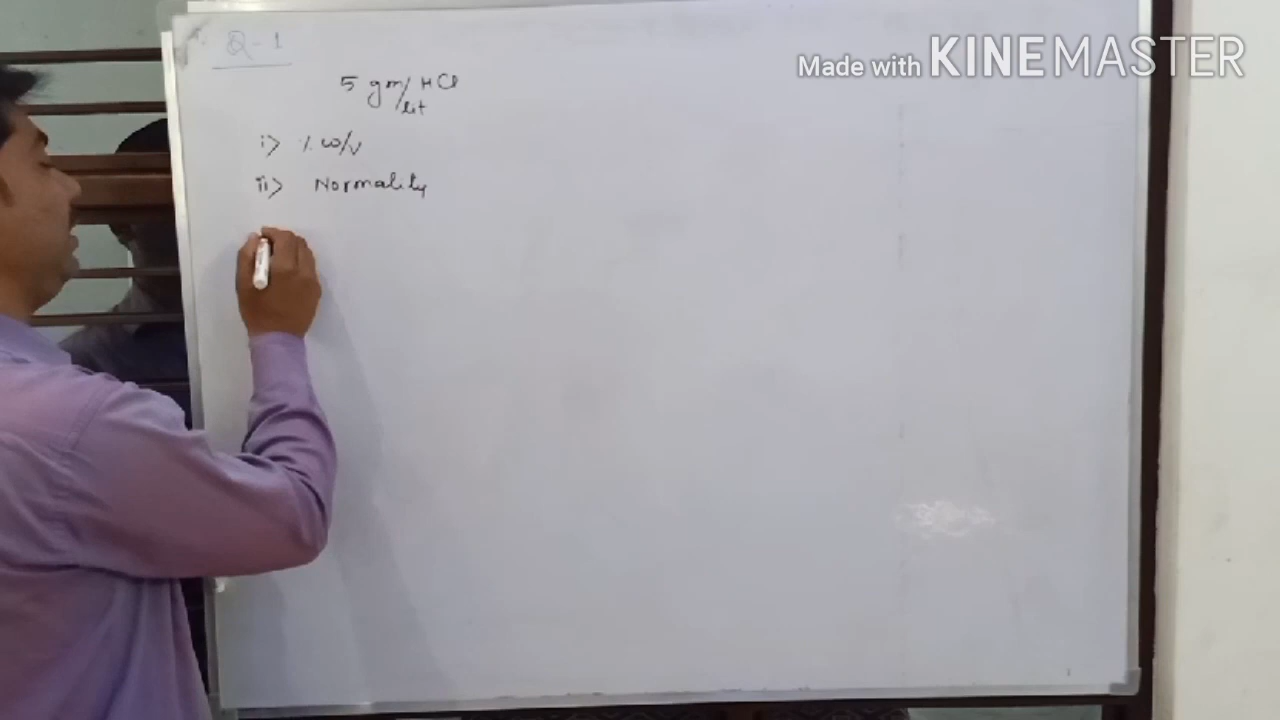 Q-1
Made with KINEMASTER
5 gm/lit HCl
i> % w/v
ii> Normality